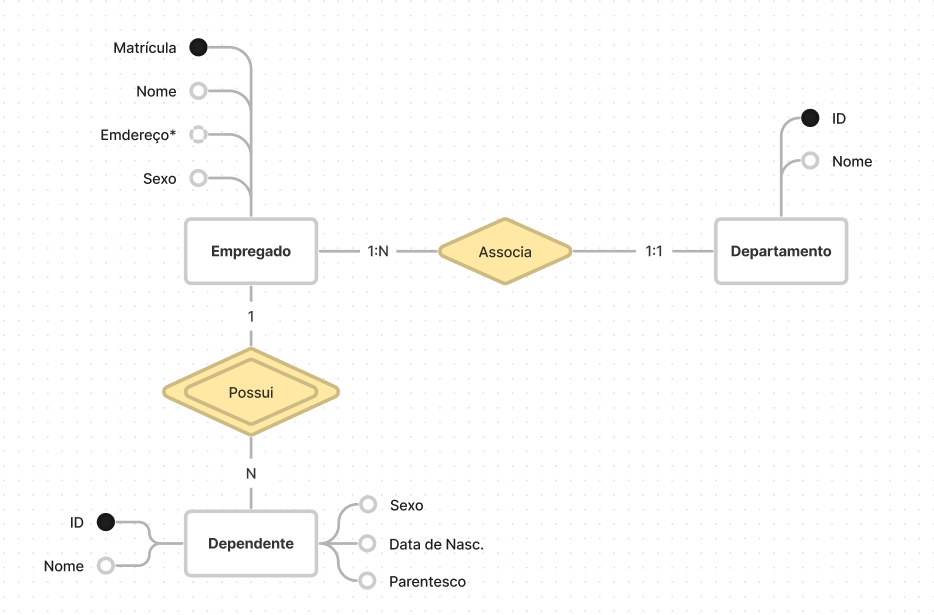 Matrícula
Nome
Emdereço*
Sexo
ID
Nome
Empregado
1:N
Associa
1:1
Departamento
1
Possui
N
ID
Nome
Dependente
Sexo
Data de Nasc.
Parentesco